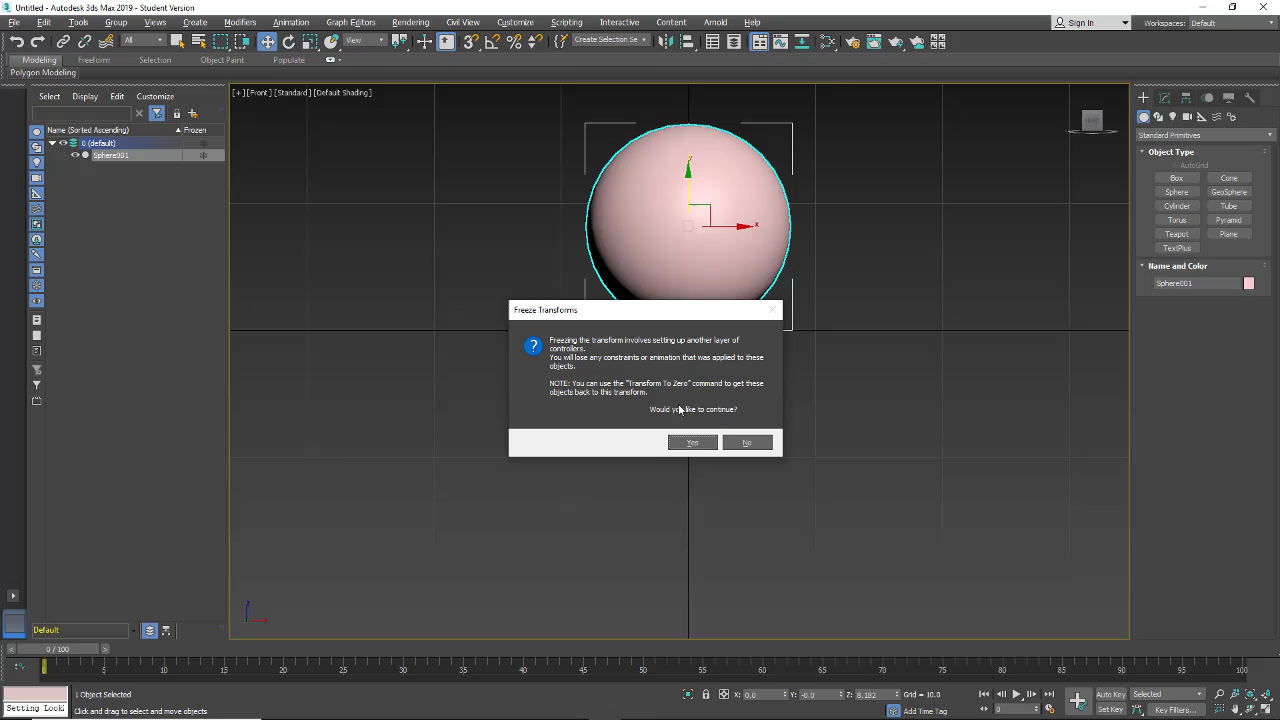 Untitled - Autodesk 3ds Max 2019 - Student Version
File Edit Tools Group Views Create Modifiers Animation Graph Editors Rendering Civil View Customize Scripting Interactive Content Arnold Help
Sign In
Workspaces: Default
All
View
Create Selection Se
Modeling Freeform Selection Object Paint Populate
Polygon Modeling
Select Display Edit Customize
Name (Sorted Ascending) Frozen
0 (default)
Sphere001
[+] [Front] [Standard] [Default Shading]
y
x
Freeze Transforms
Freezing the transform involves setting up another layer of
controllers.
You will lose any constraints or animation that was applied to these
objects.
NOTE: You can use the "Transform To Zero" command to get these
objects back to this transform.
Would you like to continue?
Yes No
Standard Primitives
Object Type
AutoGrid
Box Cone
Sphere GeoSphere
Cylinder Tube
Torus Pyramid
Teapot Plane
TextPlus
Name and Color
Sphere001
z
Default
0 / 100
0 5 10 15 20 25 30 35 40 45 50 55 60 65 70 75 80 85 90 95 100
1 Object Selected
X: 0.0 Y: -0.0 Z: 8.182 Grid = 10.0
Auto Key Selected
Setting Look
Click and drag to select and move objects
Add Time Tag
0
Set Key Key Filters...